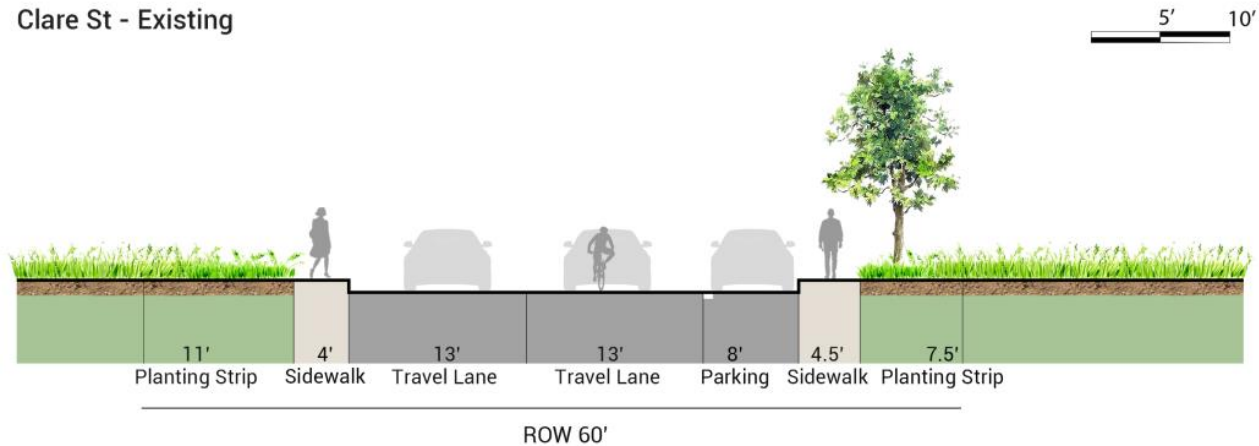 Clare St - Existing
5' 10'
11' 4' 13' 13' 8' 4.5' 7.5'
Planting Strip Sidewalk Travel Lane Travel Lane Parking Sidewalk Planting Strip
ROW 60'